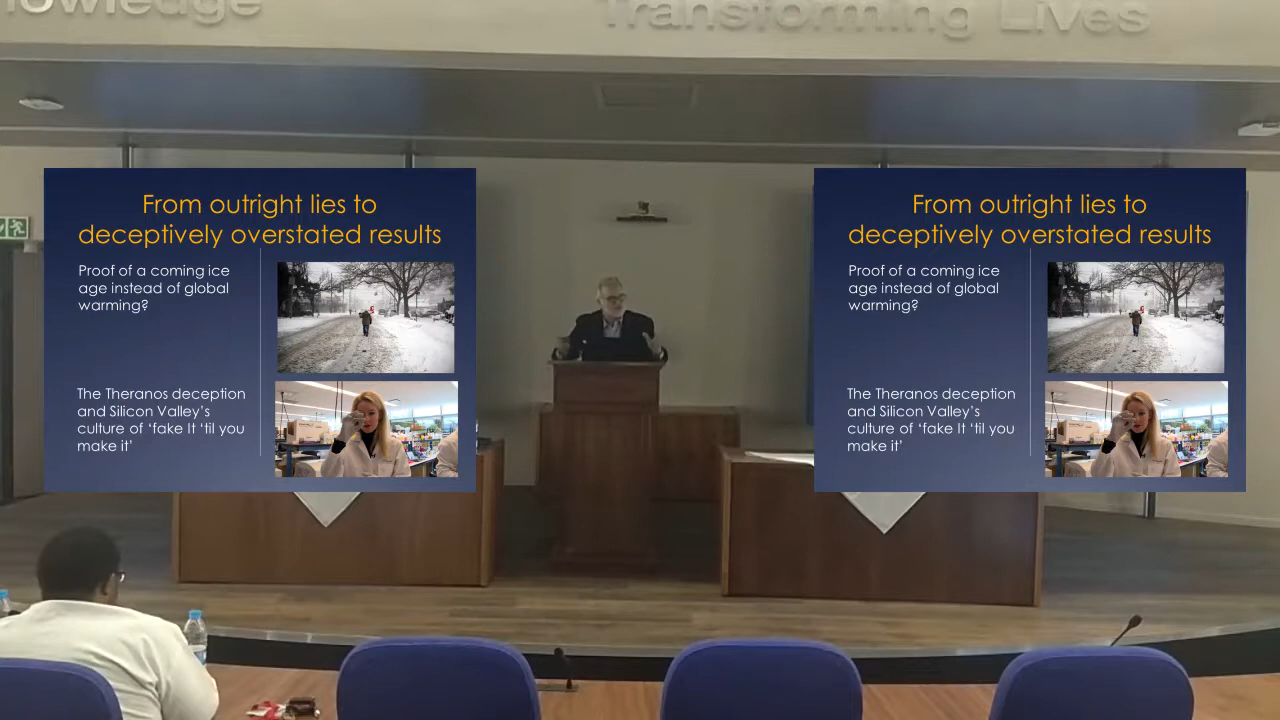 owledge
Transforming Lives
From outright lies to
deceptively overstated results
Proof of a coming ice
age instead of global
warming?
The Theranos deception
and Silicon Valley's
culture of ‘fake It ‘til you
make it’
From outright lies to
deceptively overstated results
Proof of a coming ice
age instead of global
warming?
The Theranos deception
and Silicon Valley's
culture of ‘fake It ‘til you
make it’